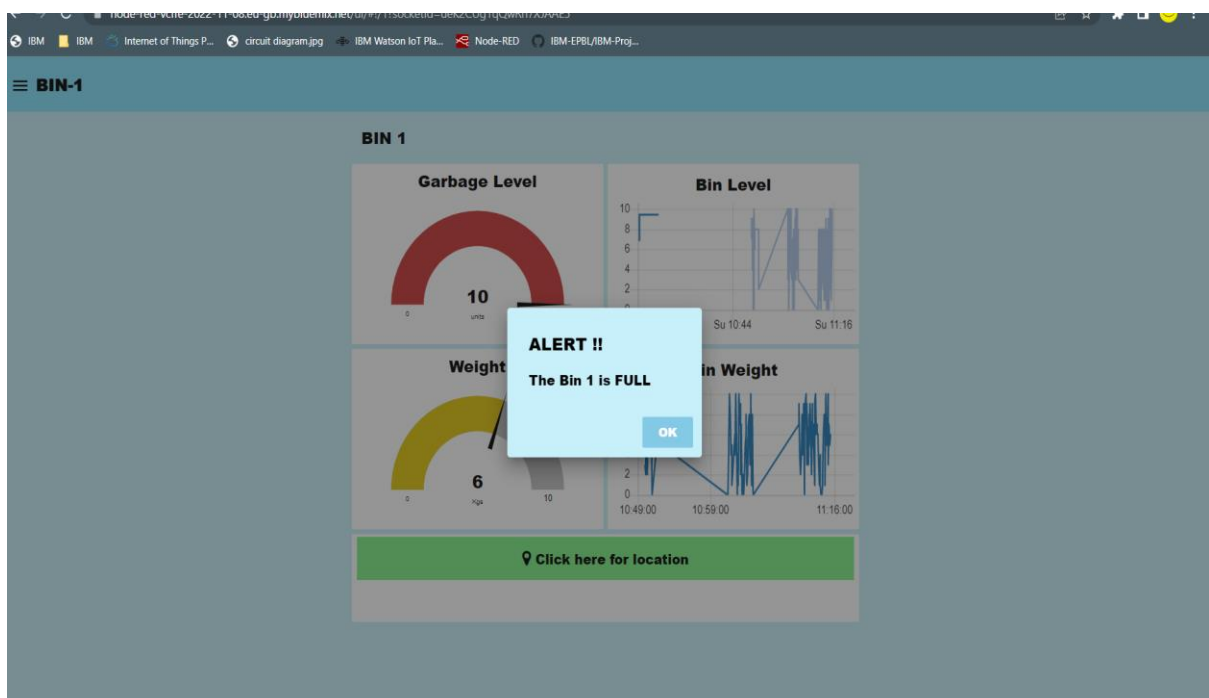 IBM IBM Internet of Things P... circuit diagram.jpg IBM Watson IoT Pla... Node-RED IBM-EPBL/IBM-Proj...
BIN-1
BIN 1
Garbage Level
10
units
0
Bin Level
10
8
6
4
2
0
Su 10:44 Su 11:16
ALERT !!
The Bin 1 is FULL
OK
Weight
6
Kgs
0 10
in Weight
2
0
10:49:00 10:59:00 11:16:00
Click here for location